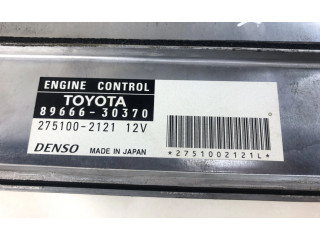 ENGINE CONTROL
TOYOTA
89666-30370
275100-2121 12V
DENSO MADE IN JAPAN
*2751002121L*